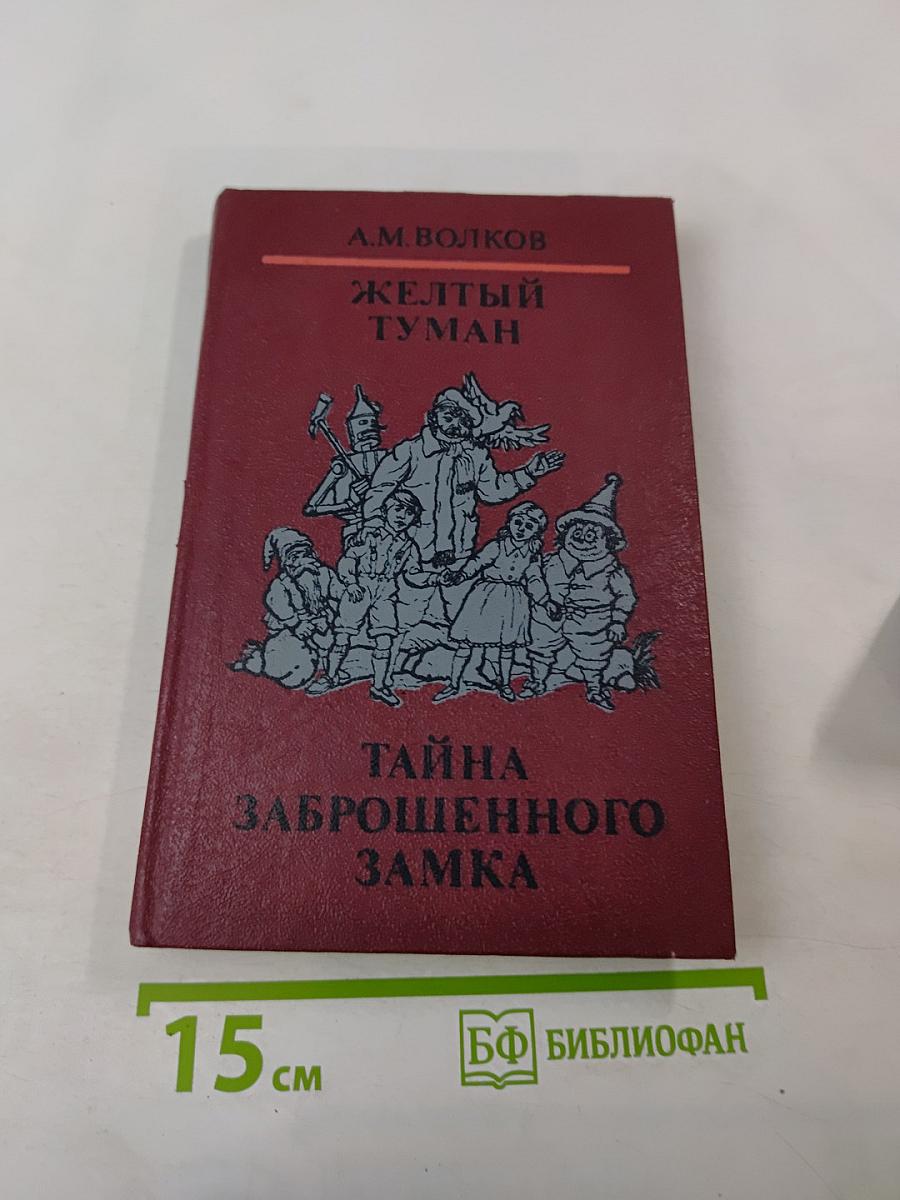 А.М.ВОЛКОВ
ЖЕЛТЫЙ
ТУМАН
ТАЙНА
ЗАБРОШЕННОГО
ЗАМКА
15 см
БФ БИБЛИОФАН